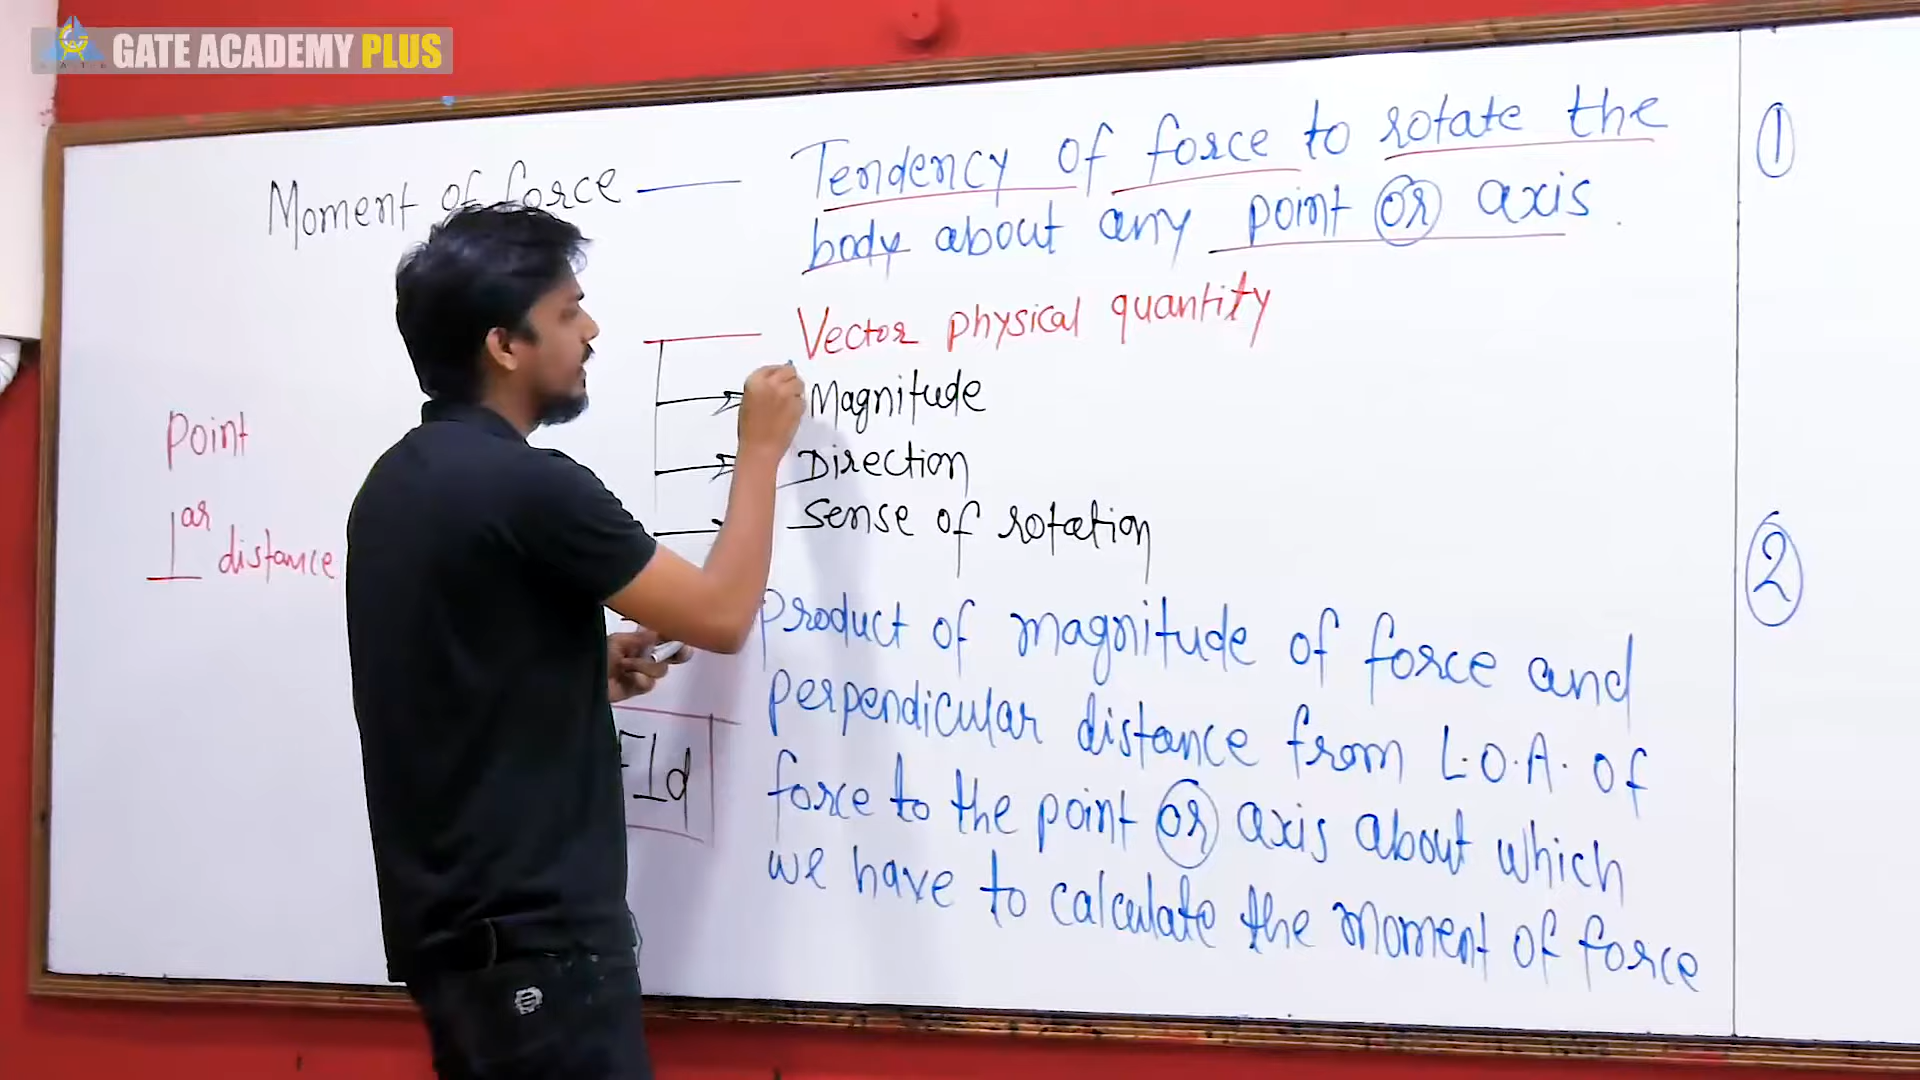 GATE ACADEMY PLUS
Moment of force — Tendency of force to rotate the
body about any point or axis.
Vector physical quantity
Magnitude
Direction
Sense of rotation
Point
⊥ar distance
product of magnitude of force and
perpendicular distance from L.O.A. of
force to the point or axis about which
we have to calculate the moment of force
F⊥d
1
2